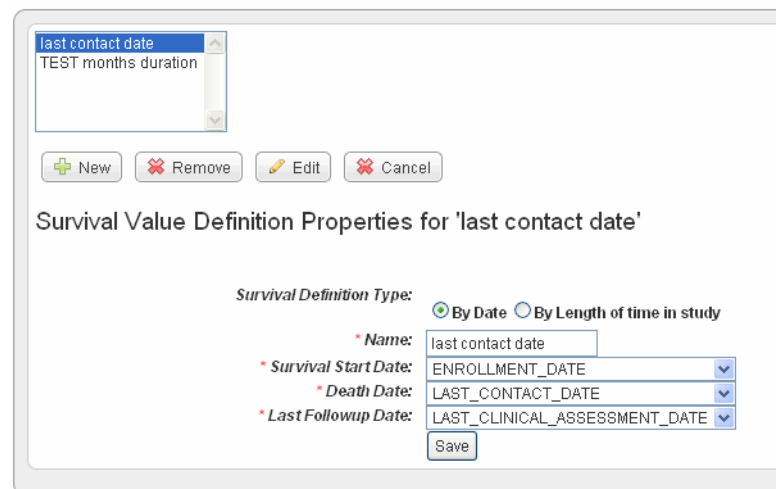 last contact date
TEST months duration
New Remove Edit Cancel
Survival Value Definition Properties for 'last contact date'
Survival Definition Type:
By Date By Length of time in study
* Name: last contact date
* Survival Start Date: ENROLLMENT_DATE
* Death Date: LAST_CONTACT_DATE
* Last Followup Date: LAST_CLINICAL_ASSESSMENT_DATE
Save